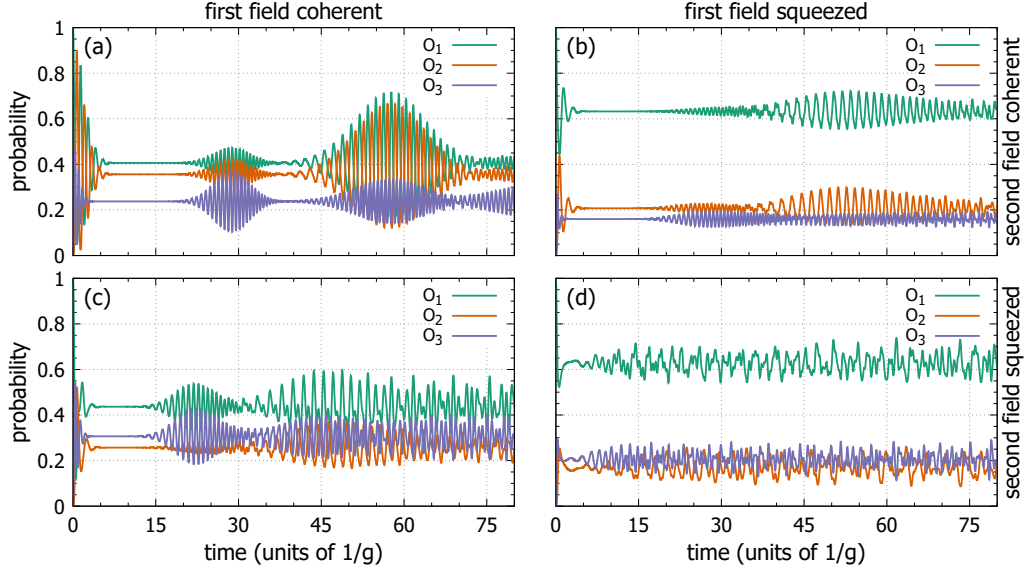 first field coherent
first field squeezed
(a)
O₁
O₂
O₃
1
0.8
0.6
0.4
0.2
0
probability
(b)
O₁
O₂
O₃
second field coherent
(c)
O₁
O₂
O₃
1
0.8
0.6
0.4
0.2
0
probability
0
15
30
45
60
75
time (units of 1/g)
(d)
O₁
O₂
O₃
0
15
30
45
60
75
time (units of 1/g)
second field squeezed